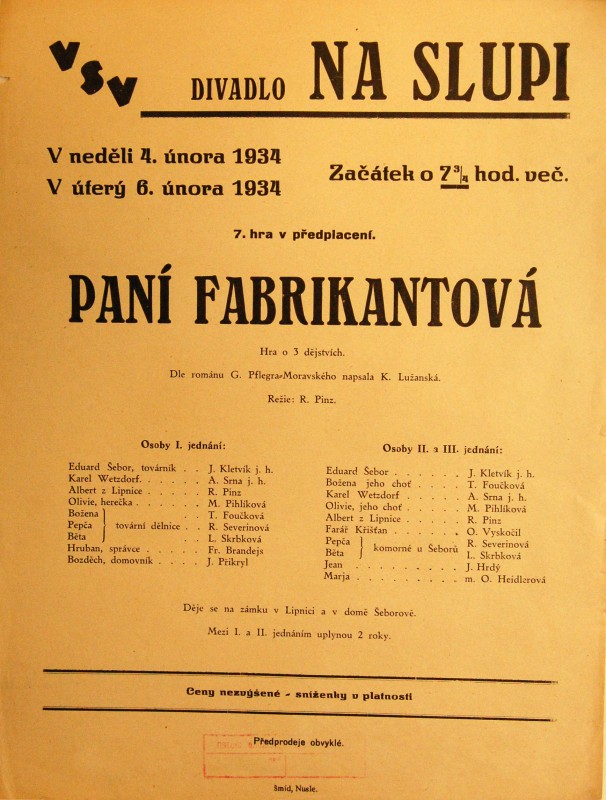 VSV
DIVADLO NA SLUPI
V neděli 4. února 1934
V úterý 6. února 1934
Začátek o 7 3/4 hod. več.
7. hra v předplacení.
PANÍ FABRIKANTOVÁ
Hra o 3 dějstvích.
Dle románu G. Pflegra-Moravského napsala K. Lužanská.
Režie: R. Pinz.
Osoby I. jednání:
Eduard Šebor, továrník . . J. Kletvík j. h.
Karel Wetzdorf. . . . . . A. Srna j. h.
Albert z Lipnice . . . . . R. Pinz
Olivie, herečka . . . . . . M. Pihlíková
Božena } T. Foučková
Pepča } tovární dělnice . . R. Severinová
Běta } . . L. Skrbková
Hruban, správce . . . . . Fr. Brandejs
Bozděch, domovník . . . . J. Přikryl
Osoby II. a III. jednání:
Eduard Šebor . . . . . . J. Kletvík j. h.
Božena jeho choť . . . . T. Foučková
Karel Wetzdorf . . . . . A. Srna j. h.
Olivie, jeho choť . . . . . M. Pihlíková
Albert z Lipnice . . . . . R. Pinz
Farář Křišťan . . . . . . O. Vyskočil
Pepča } komorné u Šeborů R. Severinová
Běta } L. Skrbková
Jean . . . . . . . . . J. Hrdý
Marja . . . . . . . . . m. O. Heidlerová
Děje se na zámku v Lipnici a v domě Šeborově.
Mezi I. a II. jednáním uplynou 2 roky.
Ceny nezvýšené - sníženky v platnosti
Předprodeje obvyklé.
Šmíd, Nusle.